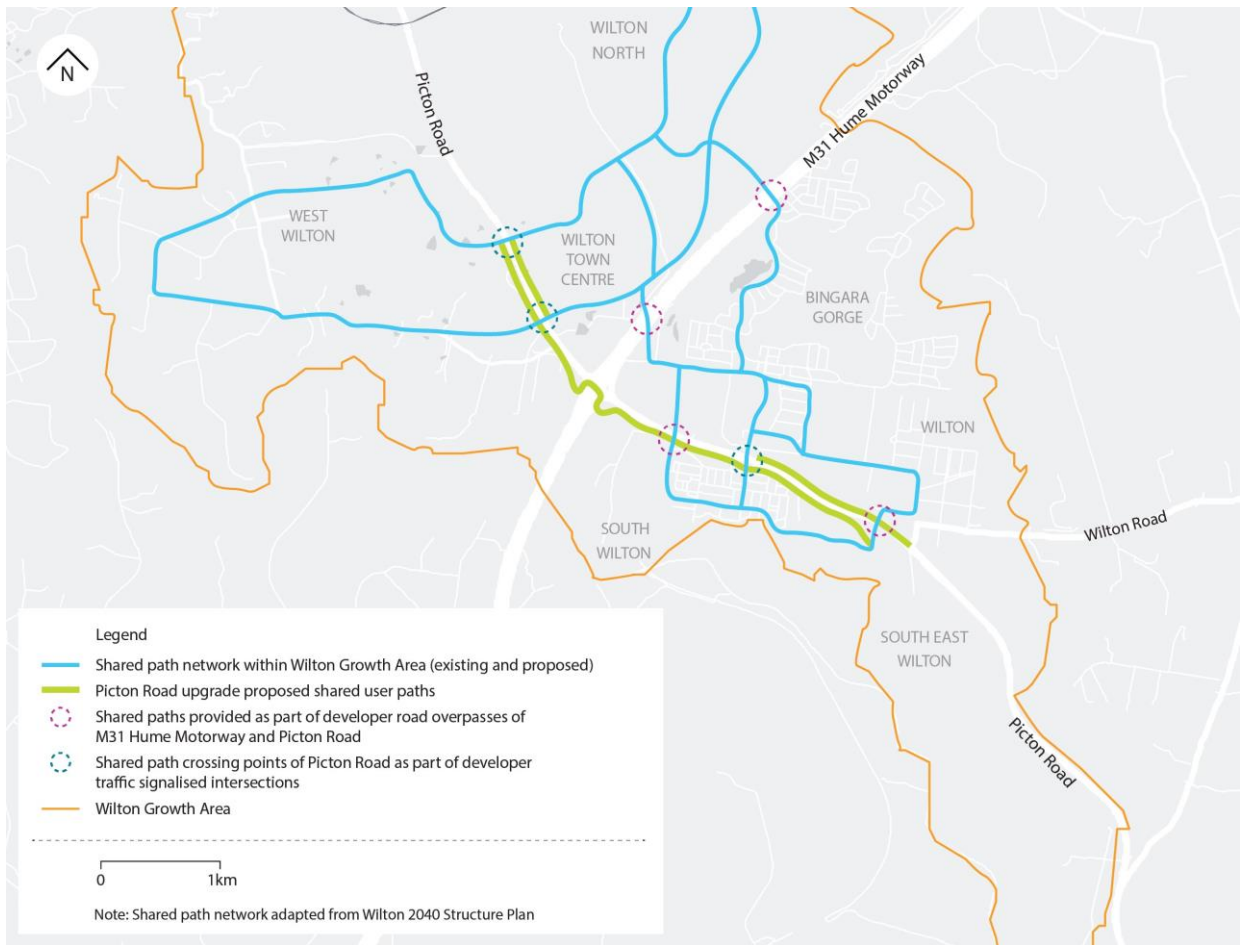 WILTON
NORTH
N
Picton Road
M31 Hume Motorway
WEST
WILTON
WILTON
TOWN
CENTRE
BINGARA
GORGE
WILTON
SOUTH
WILTON
Wilton Road
SOUTH EAST
WILTON
Picton Road
Legend
Shared path network within Wilton Growth Area (existing and proposed)
Picton Road upgrade proposed shared user paths
Shared paths provided as part of developer road overpasses of
M31 Hume Motorway and Picton Road
Shared path crossing points of Picton Road as part of developer
traffic signalised intersections
Wilton Growth Area
0 1km
Note: Shared path network adapted from Wilton 2040 Structure Plan